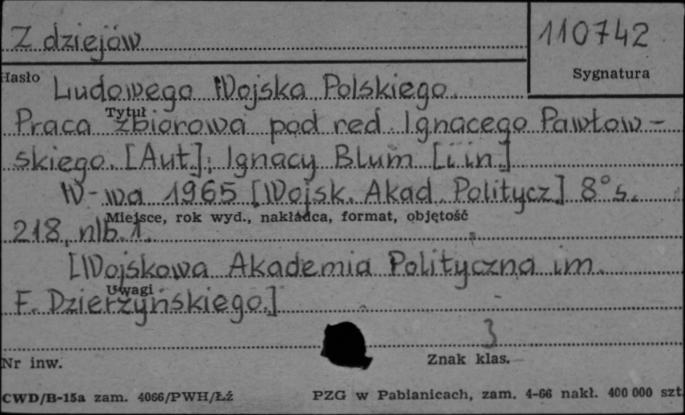 Z dziejów
110742
Sygnatura
Hasło
Ludowego Wojska Polskiego.
Tytuł
Praca zbiorowa pod red. Ignacego Pawłow-
skiego. [Aut.]: Ignacy Blum [i in.]
W-wa 1965 [Wojsk. Akad. Politycz.] 8° s.
Miejsce, rok wyd., nakładca, format, objętość
218, nlb. 1.
[Wojskowa Akademia Polityczna im.
Uwagi
F. Dzierżyńskiego.]
3
Nr inw.
Znak klas.
CWD/B-15a zam. 4066/PWH/Łź
PZG w Pabianicach, zam. 4-66 nakł. 400 000 szt.